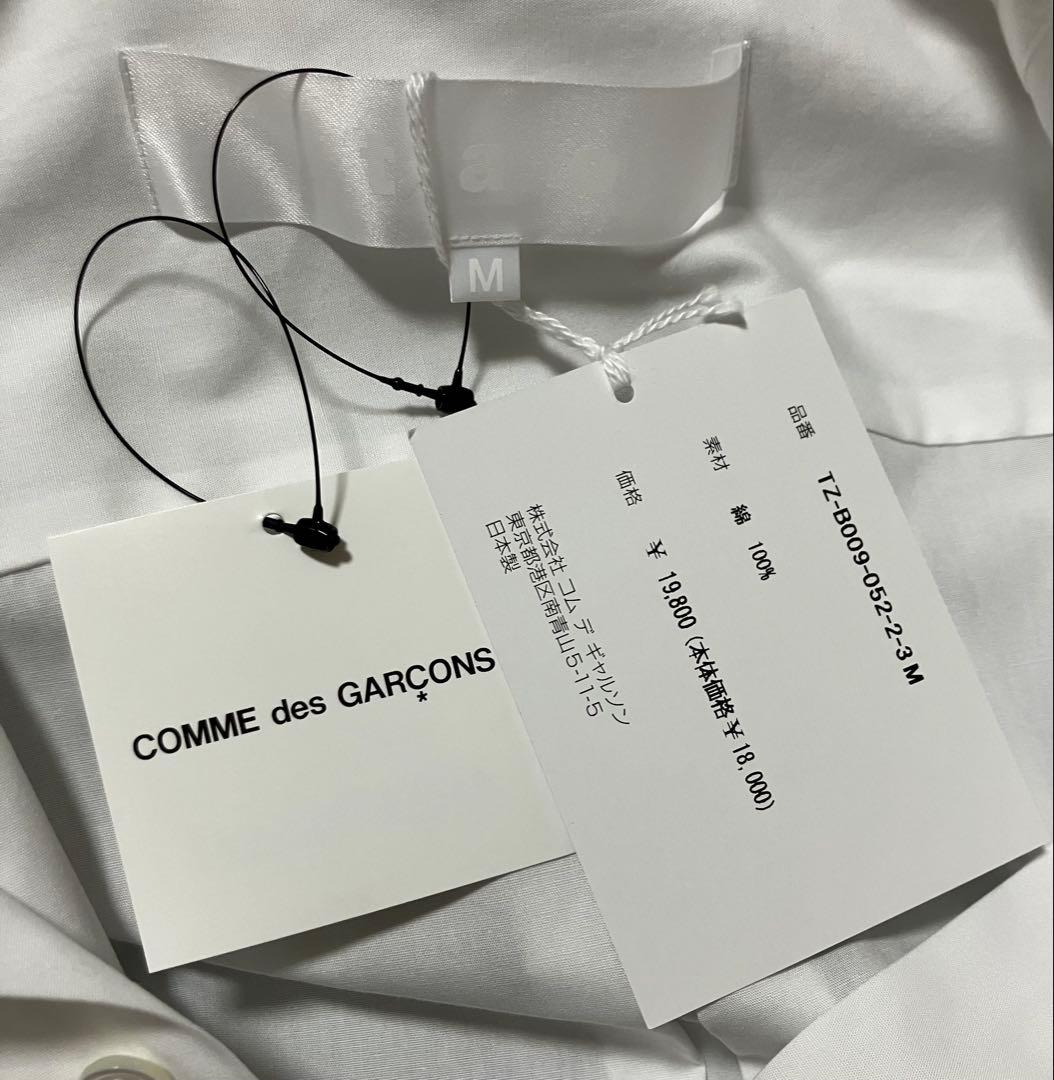 tao
M
COMME des GARÇONS
*
品番 TZ-B009-052-2-3 M
素材 綿 100%
価格 ¥ 19,800 (本体価格 ¥ 18,000)
株式会社 コム デ ギャルソン
東京都港区南青山5-11-5
日本製